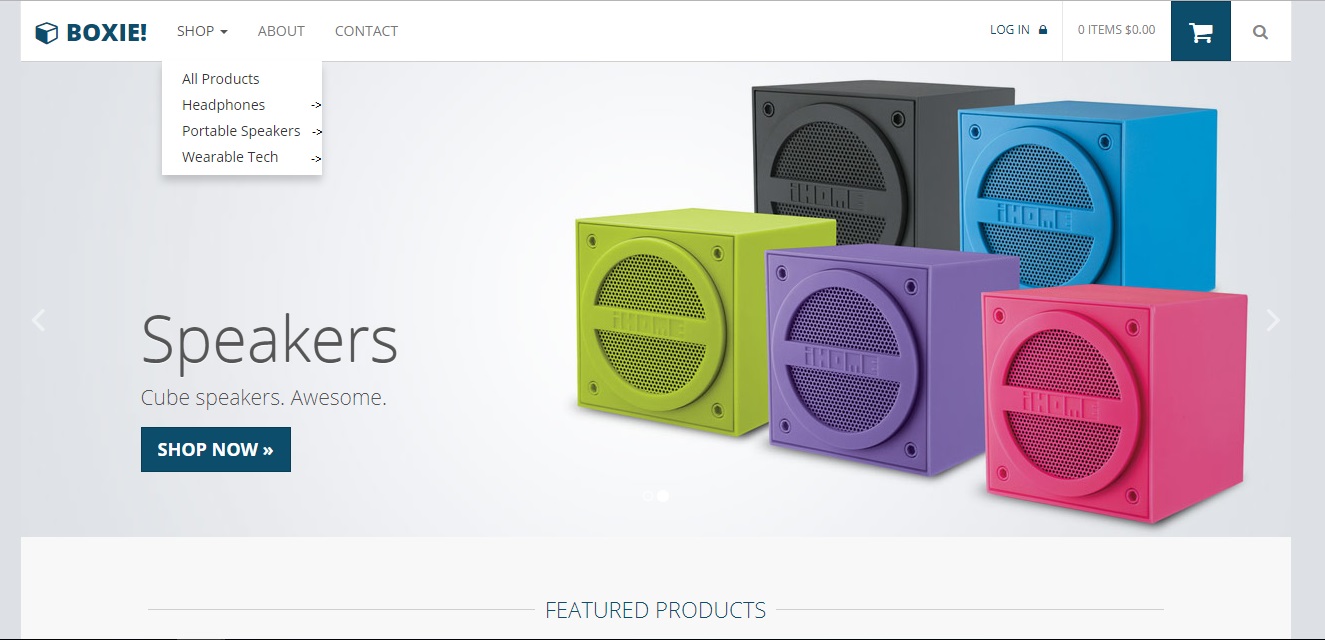 BOXIE! SHOP ABOUT CONTACT LOG IN 0 ITEMS $0.00
All Products
Headphones ->
Portable Speakers ->
Wearable Tech ->
iHOME
iHOME
iHOME
iHOME
iHOME
Speakers
Cube speakers. Awesome.
SHOP NOW »
FEATURED PRODUCTS